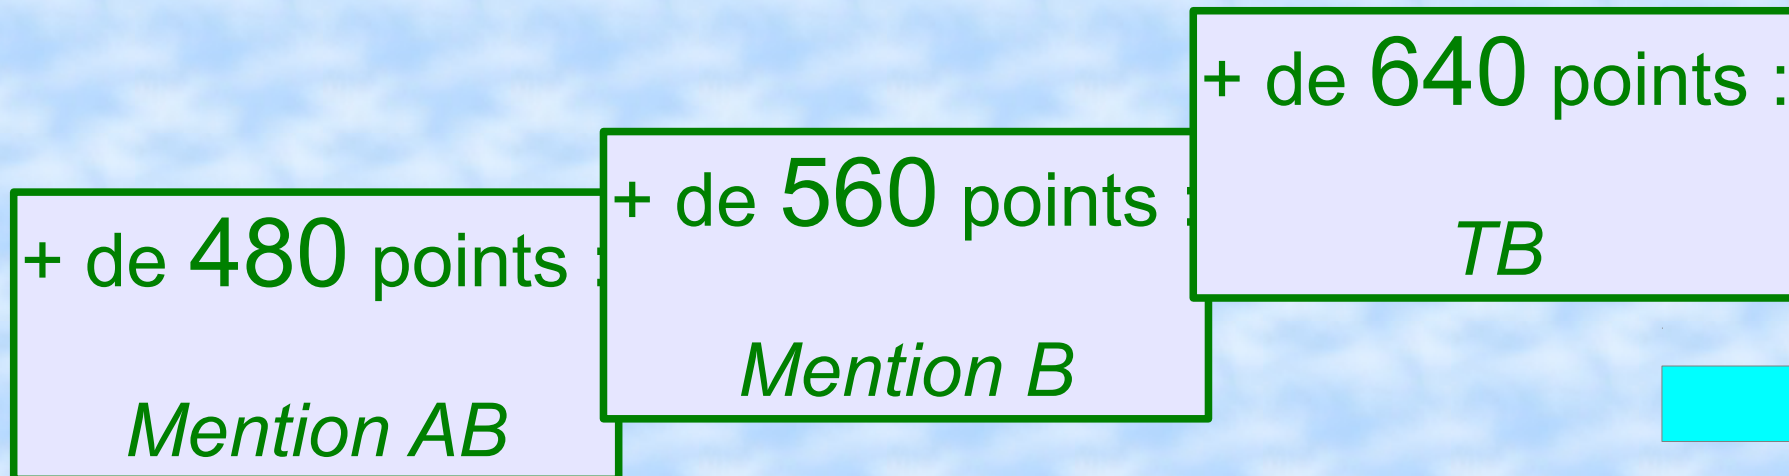 + de 480 points :
Mention AB
+ de 560 points :
Mention B
+ de 640 points :
TB